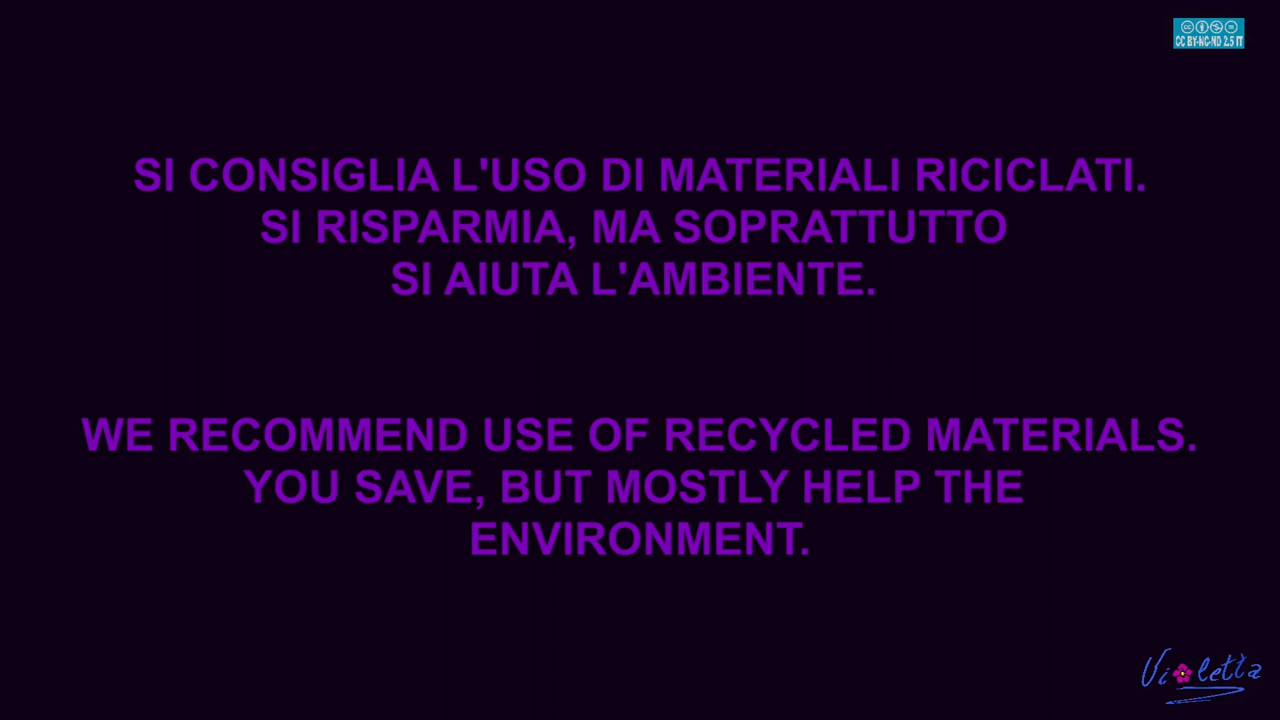 CC BY-NC-ND 2.5 IT
SI CONSIGLIA L'USO DI MATERIALI RICICLATI.
SI RISPARMIA, MA SOPRATTUTTO
SI AIUTA L'AMBIENTE.
WE RECOMMEND USE OF RECYCLED MATERIALS.
YOU SAVE, BUT MOSTLY HELP THE
ENVIRONMENT.
Violetta